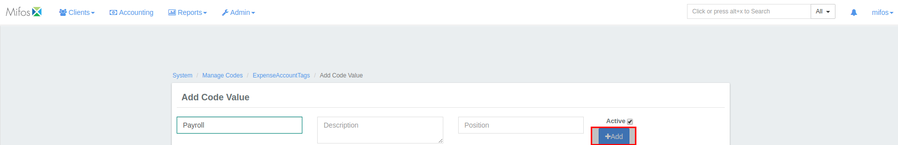 Mifos Clients Accounting Reports Admin Click or press alt+x to Search All mifos
System / Manage Codes / ExpenseAccountTags / Add Code Value
Add Code Value
Active
Payroll Description Position
+Add